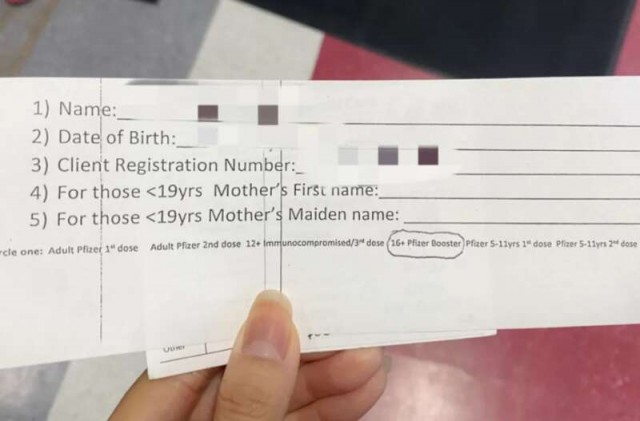 1) Name:
2) Date of Birth:
3) Client Registration Number:
4) For those <19yrs Mother's First name:
5) For those <19yrs Mother's Maiden name:
rcle one: Adult Pfizer 1st dose Adult Pfizer 2nd dose 12+ Immunocompromised/3rd dose 16+ Pfizer Booster Pfizer 5-11yrs 1st dose Pfizer 5-11yrs 2nd dose
Other